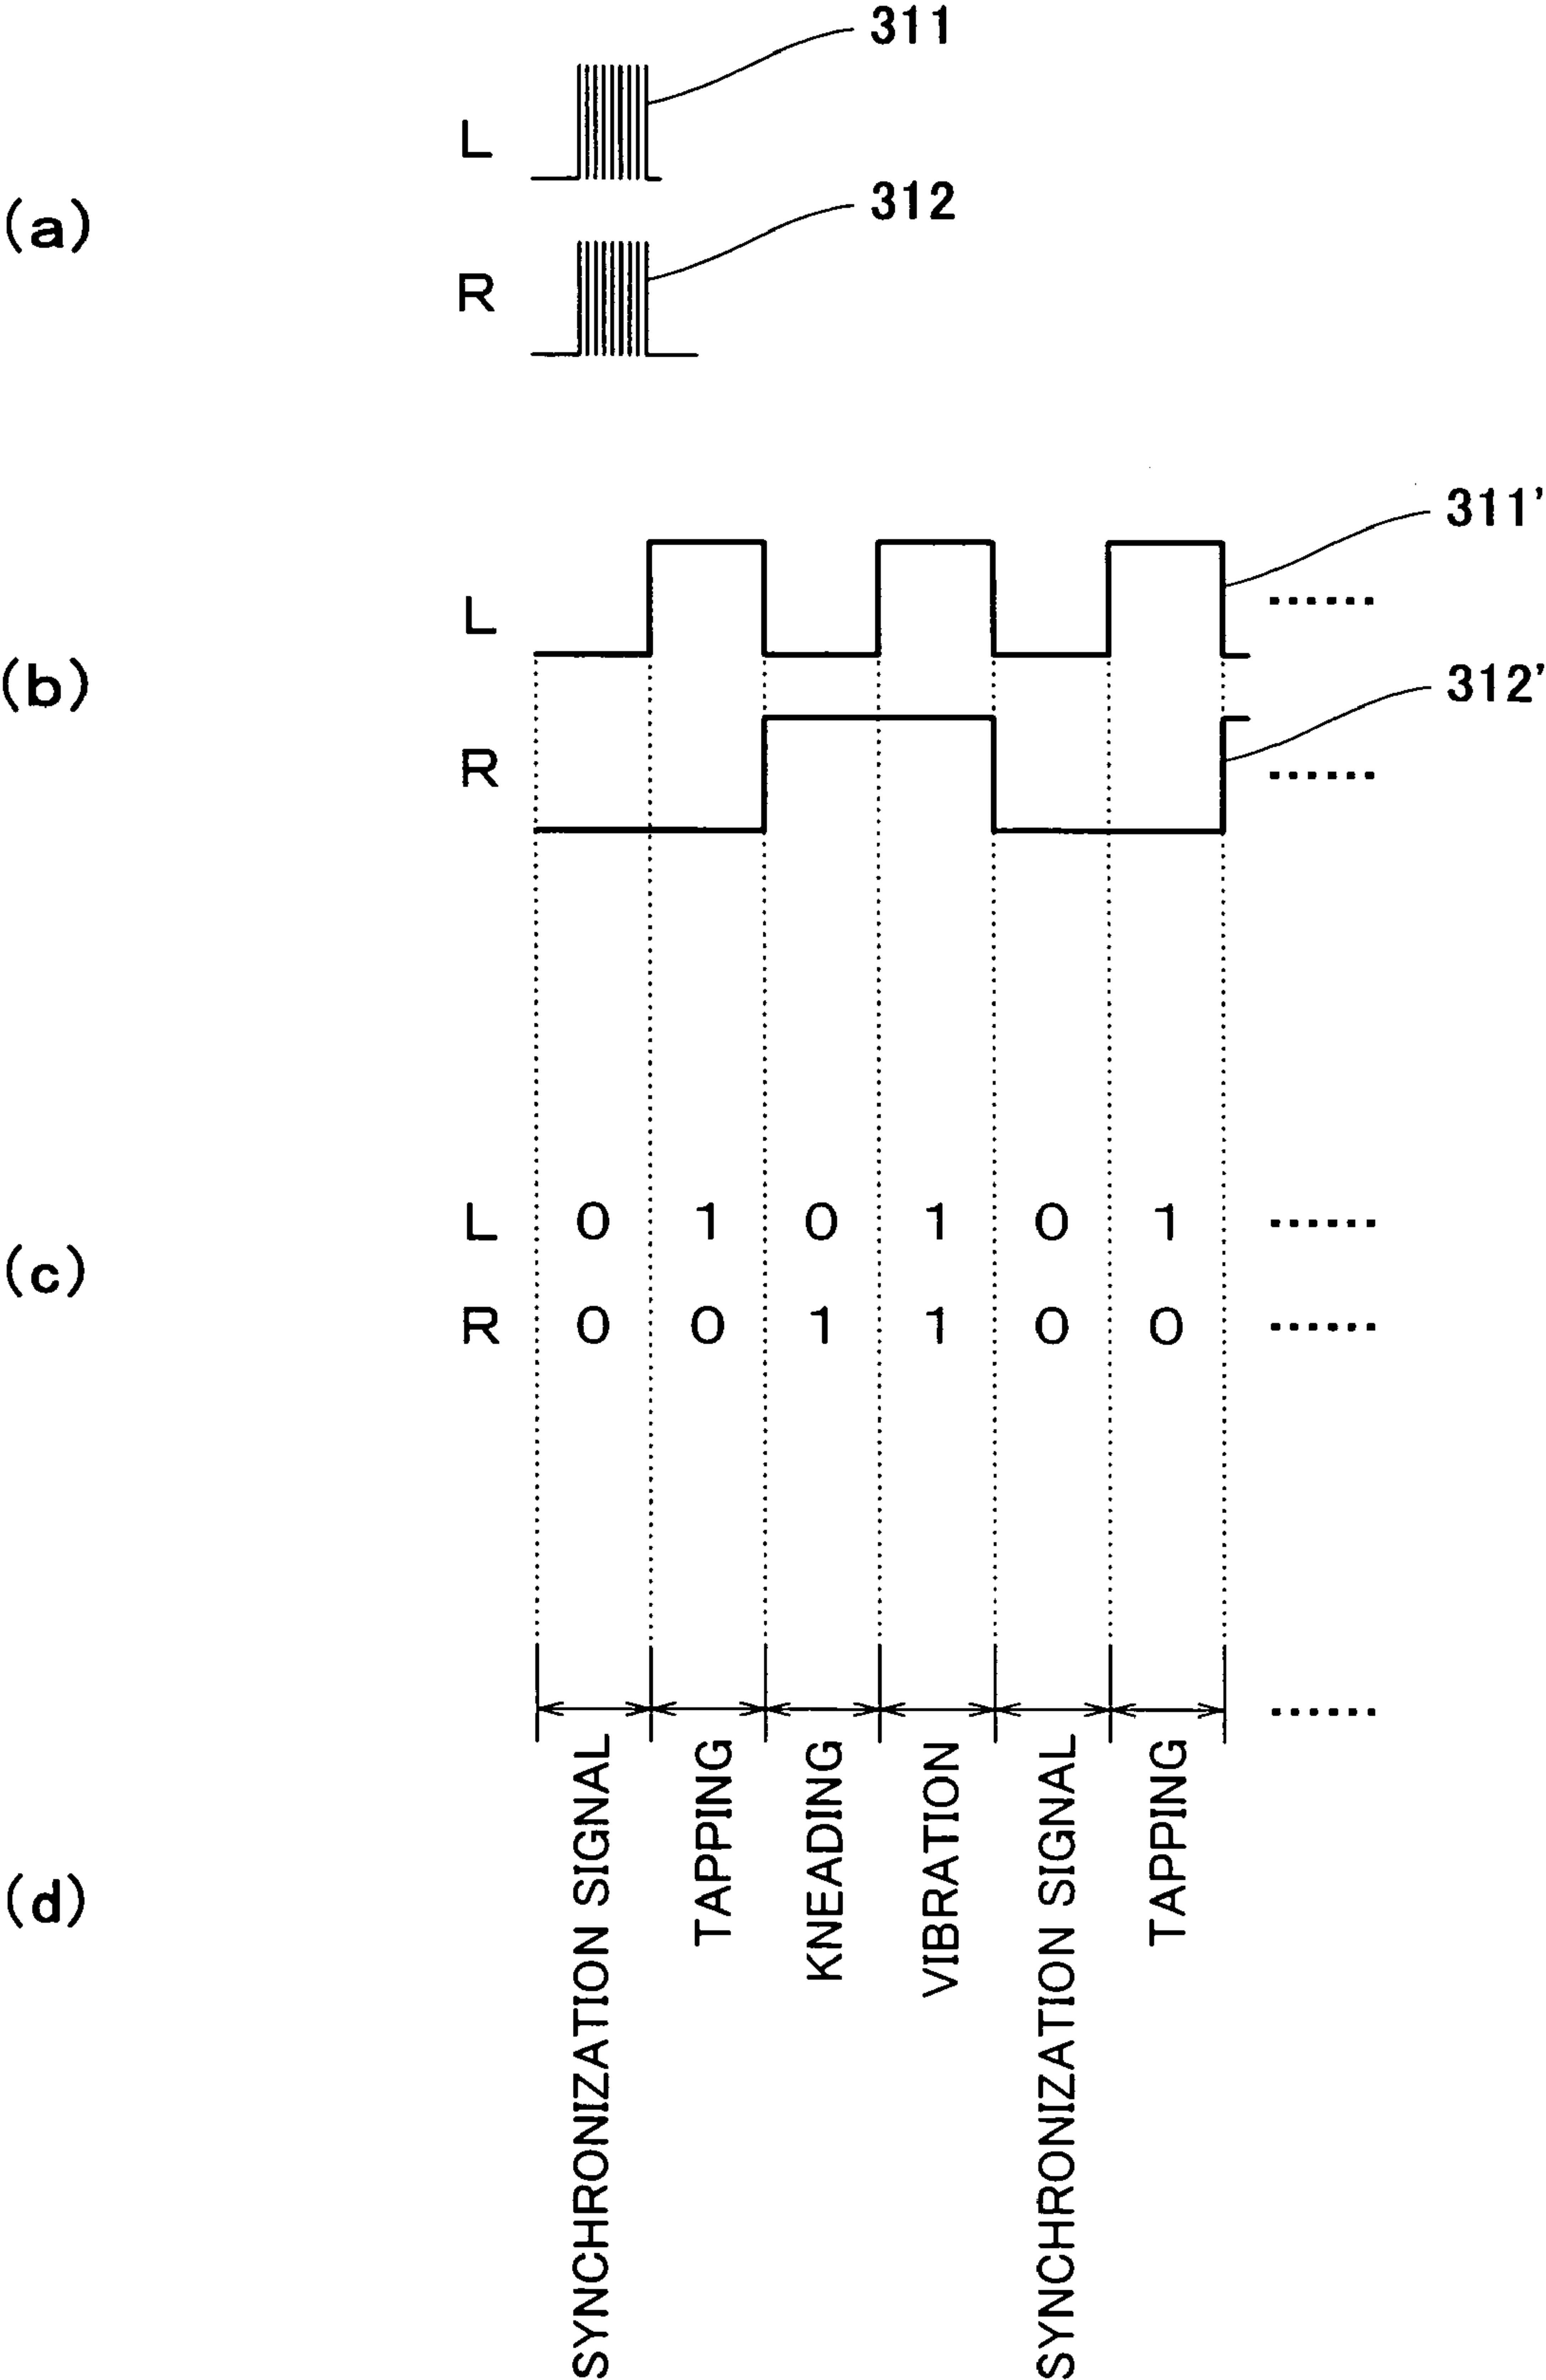 311
L
(a)
312
R
311'
L
(b)
312'
R
L 0 1 0 1 0 1 ······
(c)
R 0 0 1 1 0 0 ······
(d)
SYNCHRONIZATION SIGNAL
TAPPING
KNEADING
VIBRATION
SYNCHRONIZATION SIGNAL
TAPPING